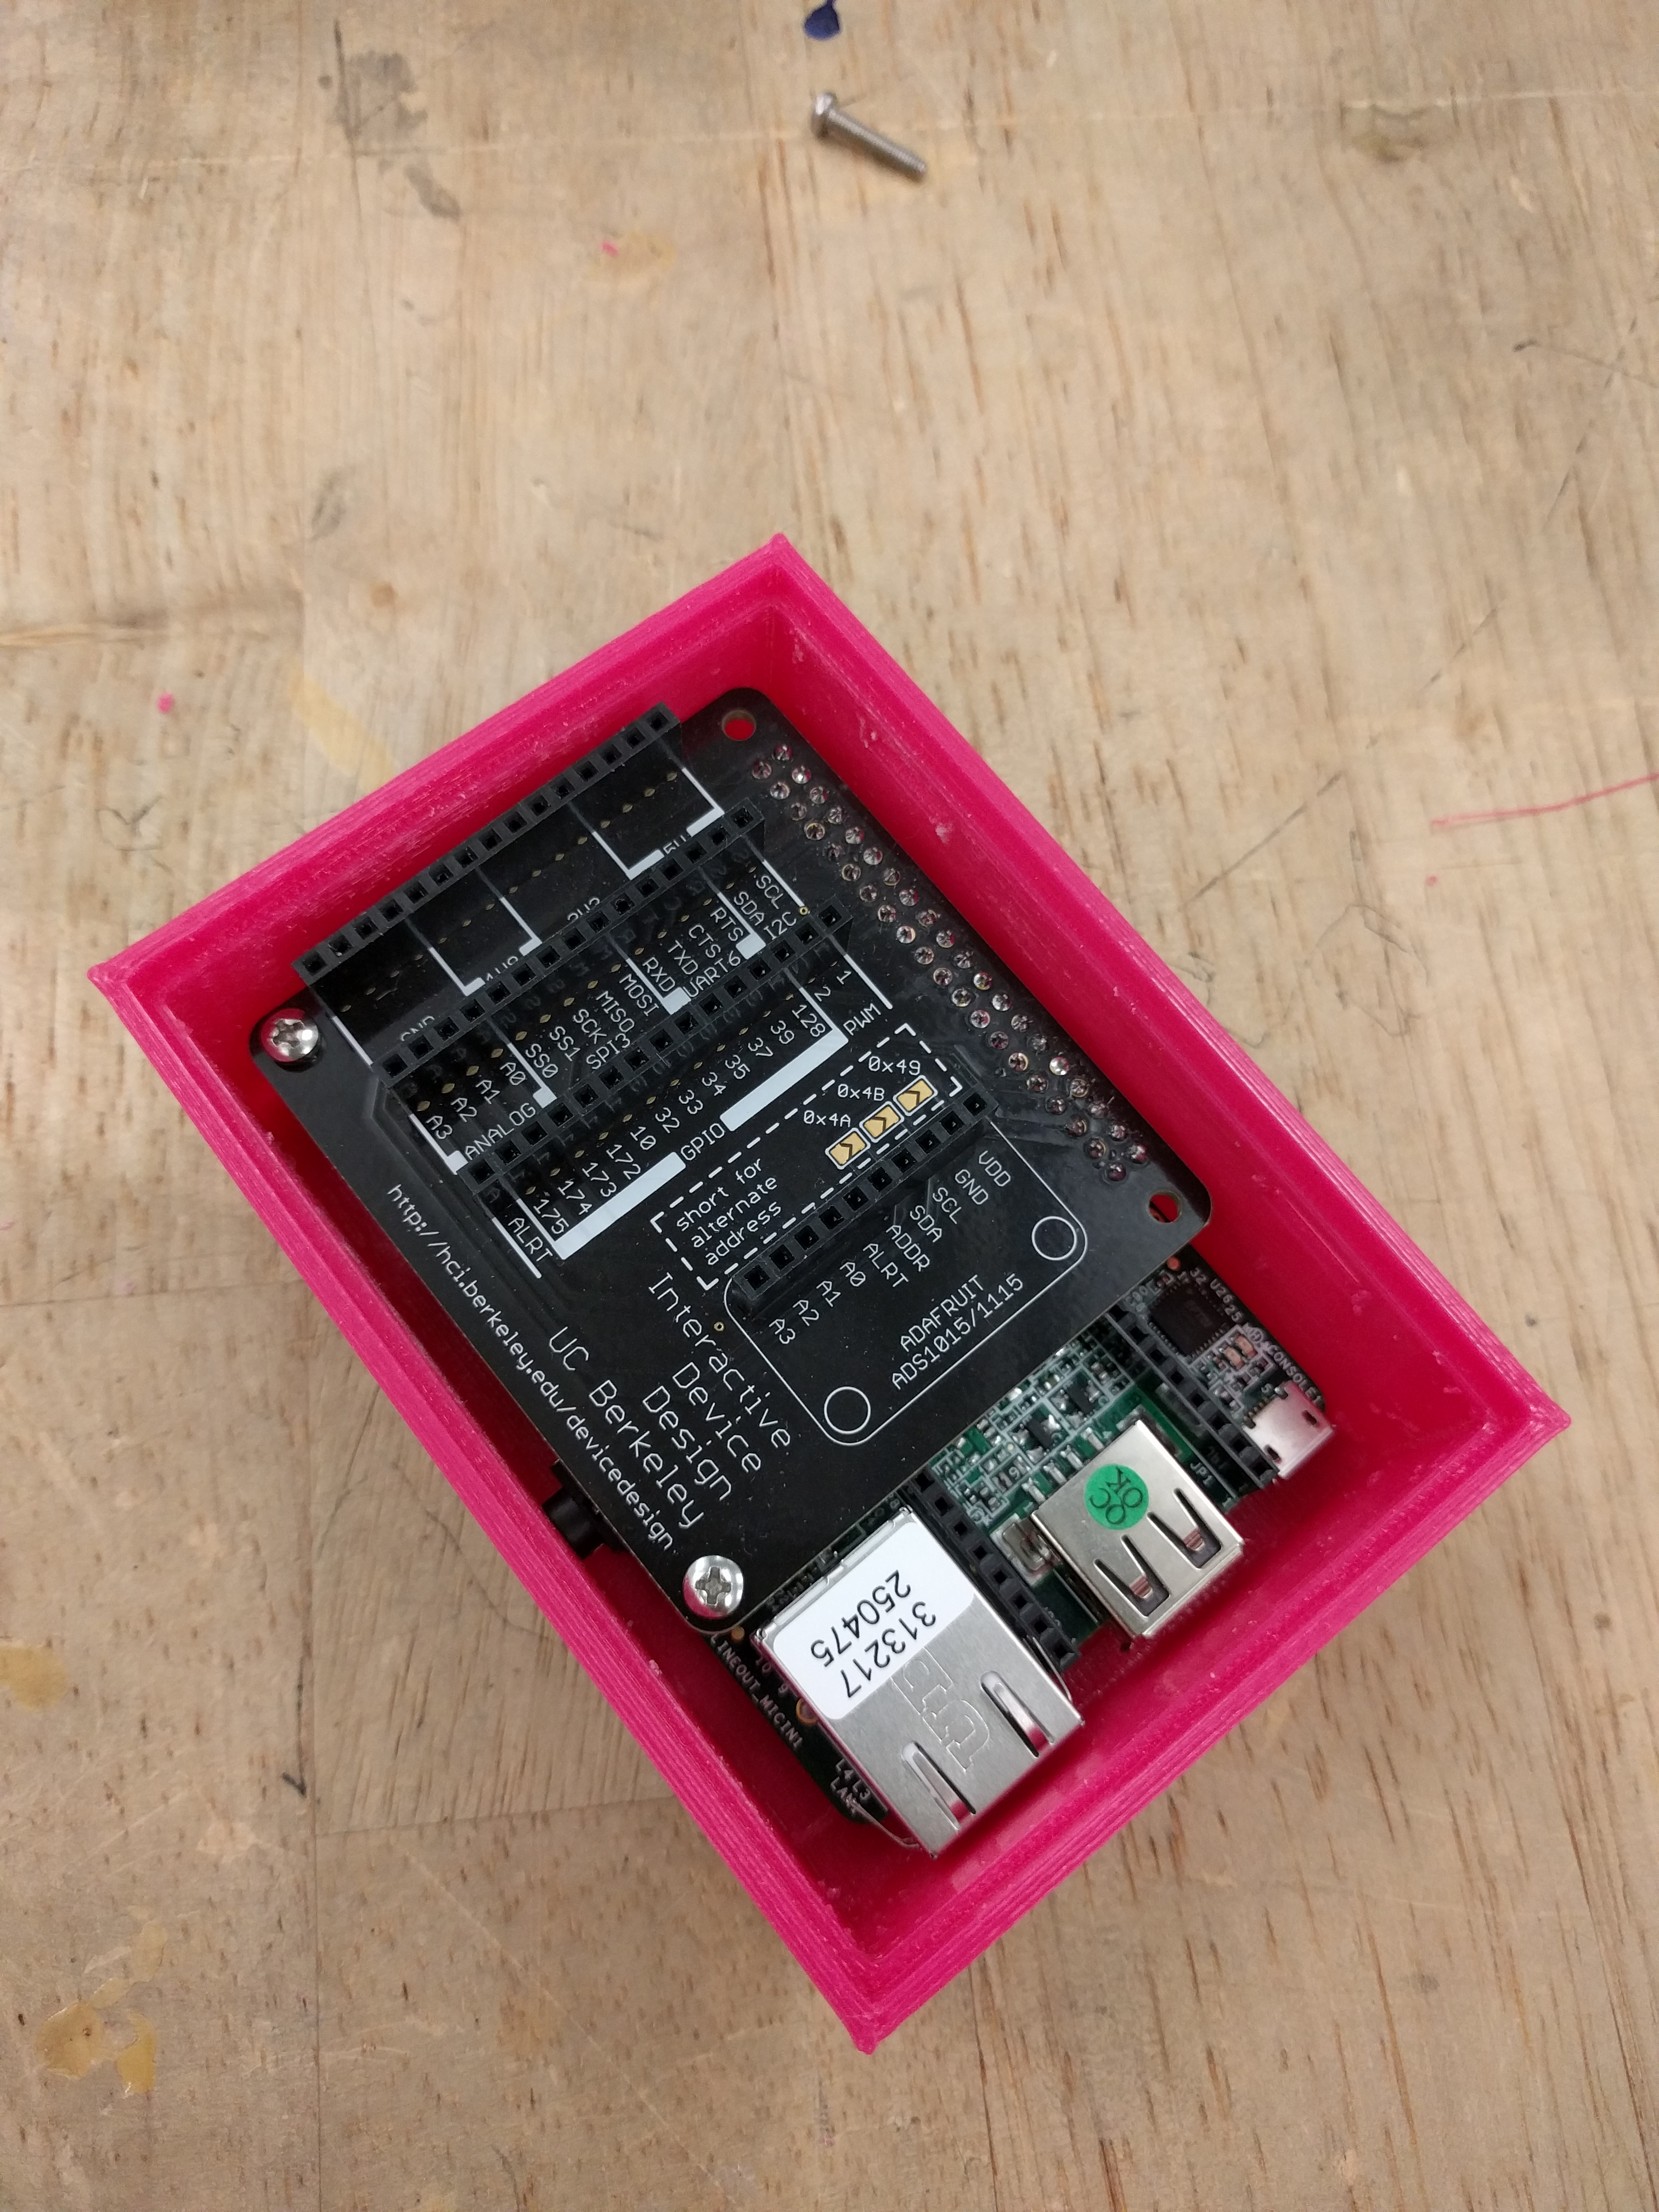 SCL
SDA
I2C
RTS
CTS
TXD
RXD
UART6
MOSI
MISO
SCK
SS1
SS0
SPI3
A0
A1
A2
A3
ANALOG
1
2
PWM
128
39
37
35
34
33
32
10
172
173
174
175
GPIO
ALRT
0x49
0x4B
0x4A
short for
alternate
address
VDD
GND
SCL
SDA
ADDR
ALRT
A0
A1
A2
A3
ADAFRUIT
ADS1015/1115
Interactive
Device
Design
UC Berkeley
http://hci.berkeley.edu/devicedesign
CONSOLE
JP1
313217
250475
LINEOUT_MICIN1
L4 L3
LAN